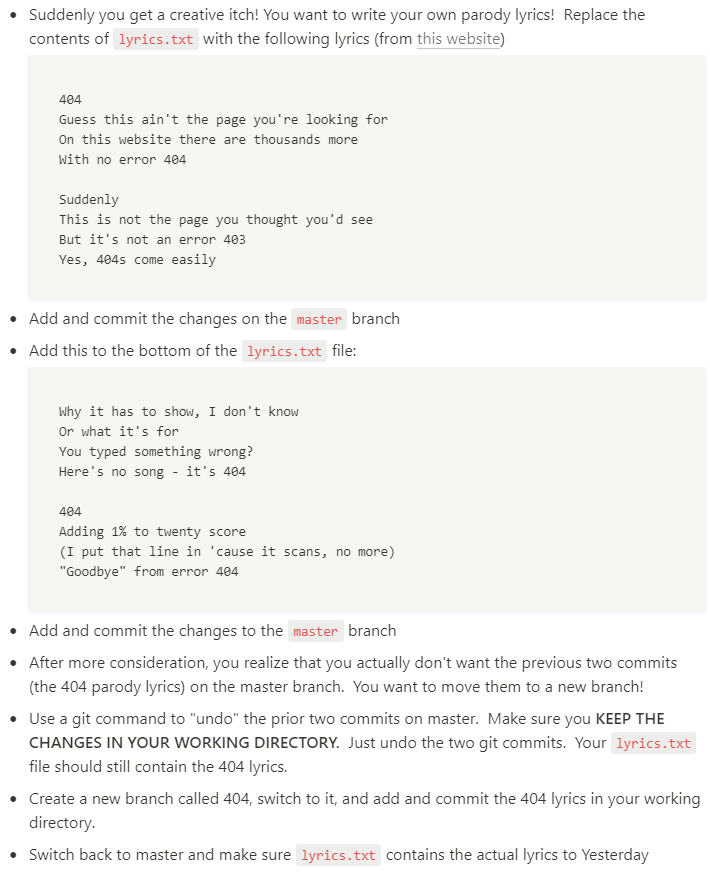 Suddenly you get a creative itch! You want to write your own parody lyrics!  Replace the
contents of lyrics.txt with the following lyrics (from this website)
404
Guess this ain't the page you're looking for
On this website there are thousands more
With no error 404
Suddenly
This is not the page you thought you'd see
But it's not an error 403
Yes, 404s come easily
Add and commit the changes on the master branch
Add this to the bottom of the lyrics.txt file:
Why it has to show, I don't know
Or what it's for
You typed something wrong?
Here's no song - it's 404
404
Adding 1% to twenty score
(I put that line in 'cause it scans, no more)
"Goodbye" from error 404
Add and commit the changes to the master branch
After more consideration, you realize that you actually don't want the previous two commits
(the 404 parody lyrics) on the master branch.  You want to move them to a new branch!
Use a git command to "undo" the prior two commits on master.  Make sure you KEEP THE
CHANGES IN YOUR WORKING DIRECTORY.  Just undo the two git commits.  Your lyrics.txt
file should still contain the 404 lyrics.
Create a new branch called 404, switch to it, and add and commit the 404 lyrics in your working
directory.
Switch back to master and make sure lyrics.txt contains the actual lyrics to Yesterday